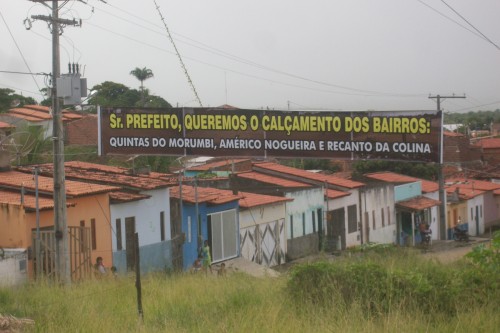 Sr. PREFEITO, QUEREMOS O CALÇAMENTO DOS BAIRROS:
QUINTAS DO MORUMBI, AMÉRICO NOGUEIRA E RECANTO DA COLINA